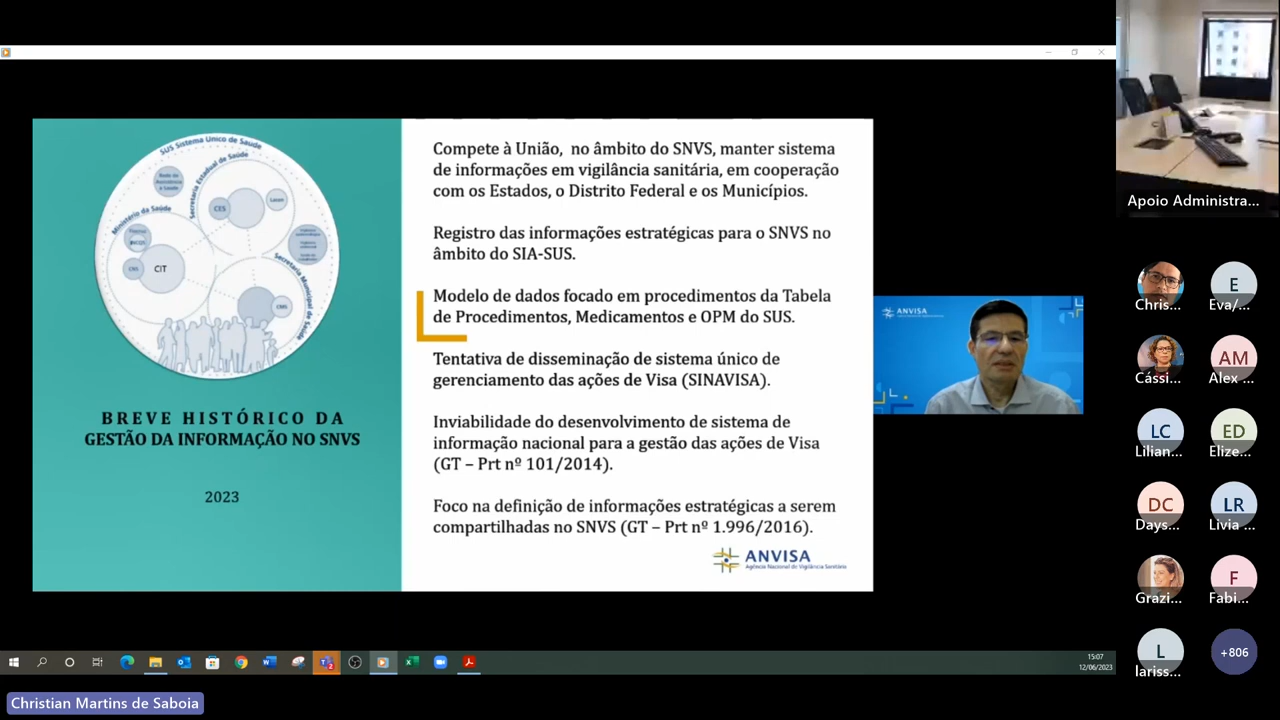 SUS Sistema Único de Saúde
Secretaria Estadual de Saúde
Ministério da Saúde
Secretaria Municipal de Saúde
CES
CIT
BREVE HISTÓRICO DA
GESTÃO DA INFORMAÇÃO NO SNVS
2023
Compete à União, no âmbito do SNVS, manter sistema
de informações em vigilância sanitária, em cooperação
com os Estados, o Distrito Federal e os Municípios.
Registro das informações estratégicas para o SNVS no
âmbito do SIA-SUS.
Modelo de dados focado em procedimentos da Tabela
de Procedimentos, Medicamentos e OPM do SUS.
Tentativa de disseminação de sistema único de
gerenciamento das ações de Visa (SINAVISA).
Inviabilidade do desenvolvimento de sistema de
informação nacional para a gestão das ações de Visa
(GT – Prt nº 101/2014).
Foco na definição de informações estratégicas a serem
compartilhadas no SNVS (GT – Prt nº 1.996/2016).
ANVISA
Agência Nacional de Vigilância Sanitária
ANVISA
Apoio Administra...
Chris...
E
Eva/...
Cássi...
AM
Alex ...
LC
Lilian...
ED
Elize...
DC
Days...
LR
Livia ...
Grazi...
F
Fabi...
L
lariss...
+806
15:07
12/06/2023
Christian Martins de Saboia